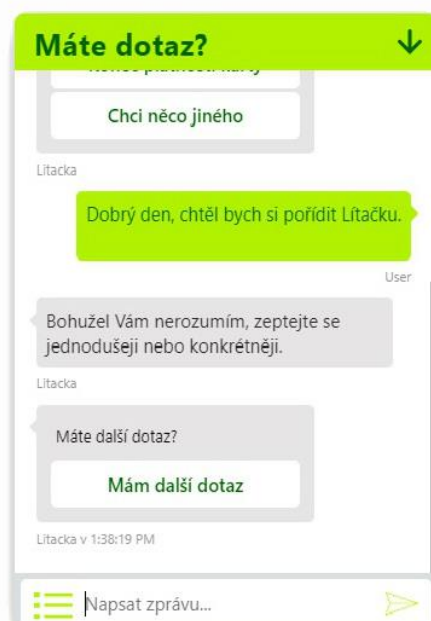 Máte dotaz?
Chci něco jiného
Litacka
Dobrý den, chtěl bych si pořídit Lítačku.
User
Bohužel Vám nerozumím, zeptejte se
jednodušeji nebo konkrétněji.
Litacka
Máte další dotaz?
Mám další dotaz
Litacka v 1:38:19 PM
Napsat zprávu...